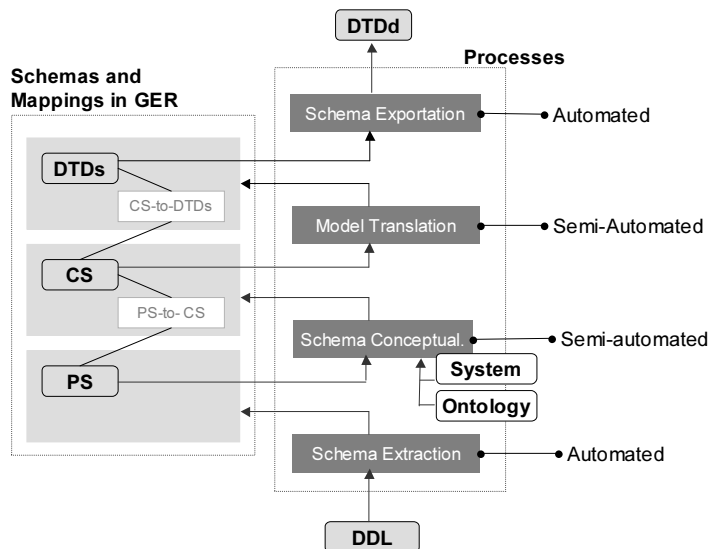 DTDd
Schemas and
Mappings in GER
Processes
Schema Exportation
Automated
DTDs
CS-to-DTDs
Model Translation
Semi-Automated
CS
PS-to- CS
Schema Conceptual.
Semi-automated
System
PS
Ontology
Schema Extraction
Automated
DDL